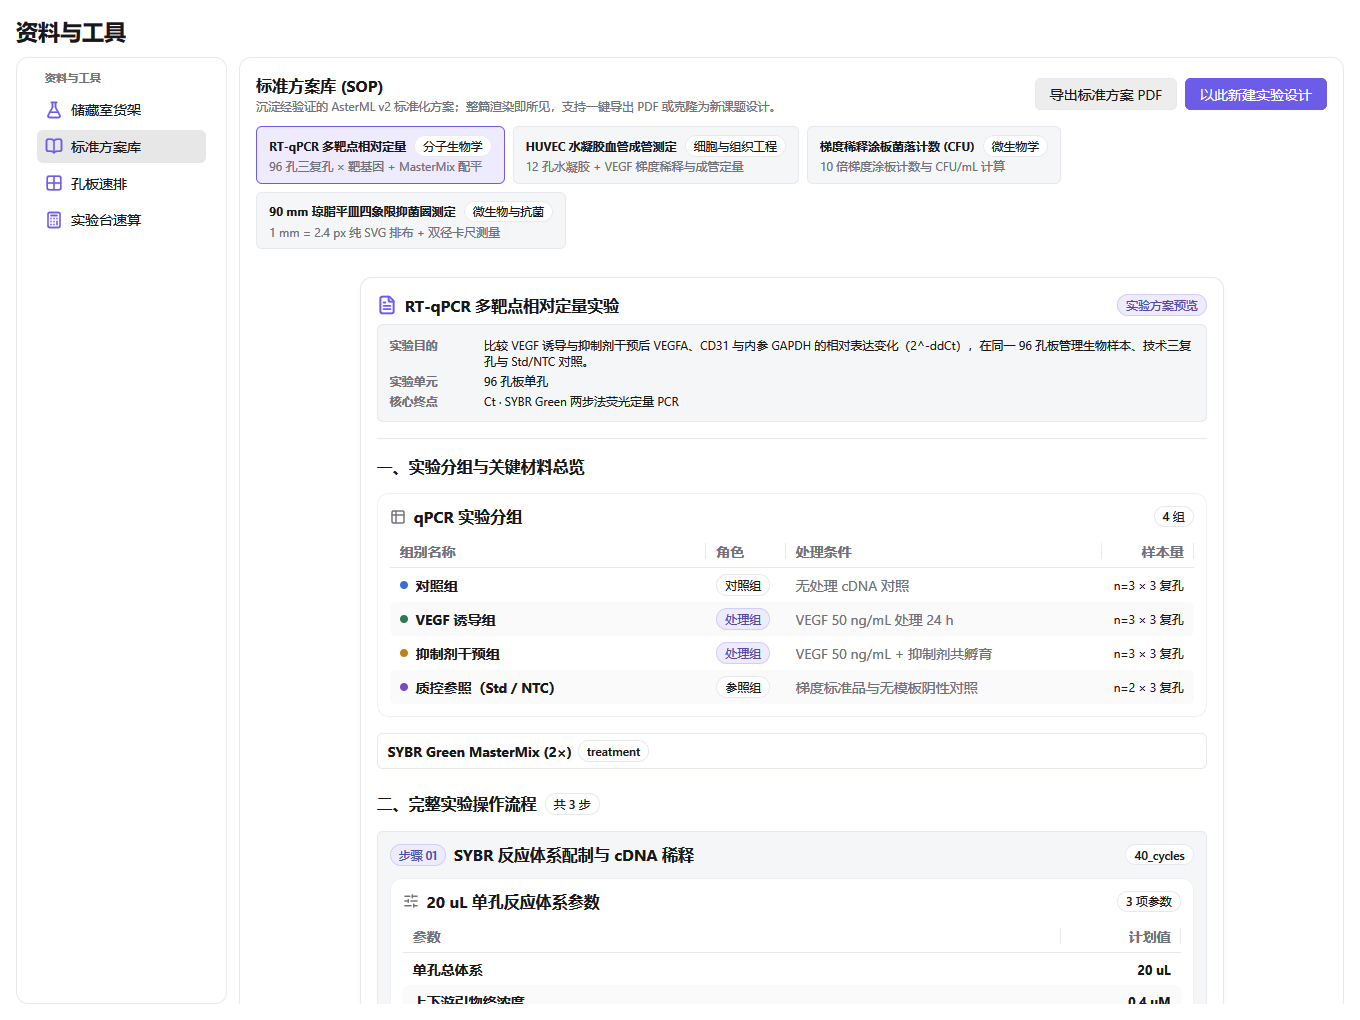 资料与工具
资料与工具
储藏室货架
标准方案库
孔板速排
实验台速算
标准方案库 (SOP)
沉淀经验证的 AsterML v2 标准化方案；整篇渲染即所见，支持一键导出 PDF 或克隆为新课题设计。
导出标准方案 PDF
以此新建实验设计
RT-qPCR 多靶点相对定量 分子生物学
96 孔三复孔 × 靶基因 + MasterMix 配平
HUVEC 水凝胶血管成管测定 细胞与组织工程
12 孔水凝胶 + VEGF 梯度稀释与成管定量
梯度稀释涂板菌落计数 (CFU) 微生物学
10 倍梯度涂板计数与 CFU/mL 计算
90 mm 琼脂平皿四象限抑菌圆测定 微生物与抗菌
1 mm = 2.4 px 纯 SVG 排布 + 双径卡尺测量
RT-qPCR 多靶点相对定量实验
实验方案预览
实验目的 比较 VEGF 诱导与抑制剂干预后 VEGFA、CD31 与内参 GAPDH 的相对表达变化（2^-ddCt），在同一 96 孔板管理生物样本、技术三复
孔与 Std/NTC 对照。
实验单元 96 孔板单孔
核心终点 Ct · SYBR Green 两步法荧光定量 PCR
一、实验分组与关键材料总览
qPCR 实验分组 4 组
组别名称 角色 处理条件 样本量
对照组 对照组 无处理 cDNA 对照 n=3 × 3 复孔
VEGF 诱导组 处理组 VEGF 50 ng/mL 处理 24 h n=3 × 3 复孔
抑制剂干预组 处理组 VEGF 50 ng/mL + 抑制剂共孵育 n=3 × 3 复孔
质控参照（Std / NTC） 参照组 梯度标准品与无模板阴性对照 n=2 × 3 复孔
SYBR Green MasterMix (2×) treatment
二、完整实验操作流程 共 3 步
步骤 01 SYBR 反应体系配制与 cDNA 稀释 40_cycles
20 uL 单孔反应体系参数 3 项参数
参数 计划值
单孔总体系 20 uL
上下游引物终浓度 0.4 uM